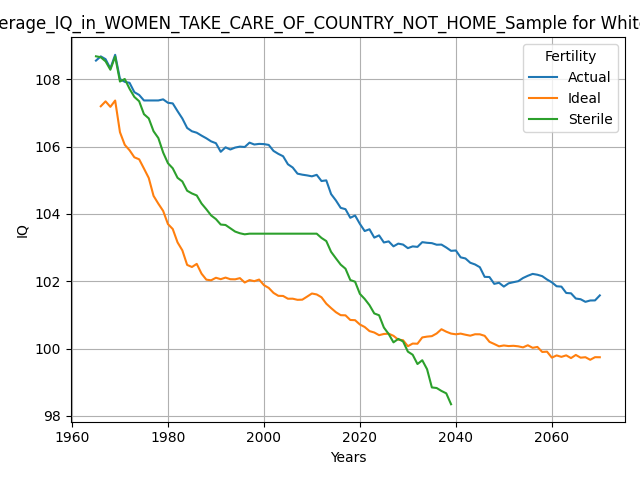 erage_IQ_in_WOMEN_TAKE_CARE_OF_COUNTRY_NOT_HOME_Sample for White
Fertility
Actual
Ideal
Sterile
108
106
104
102
100
98
IQ
1960
1980
2000
2020
2040
2060
Years